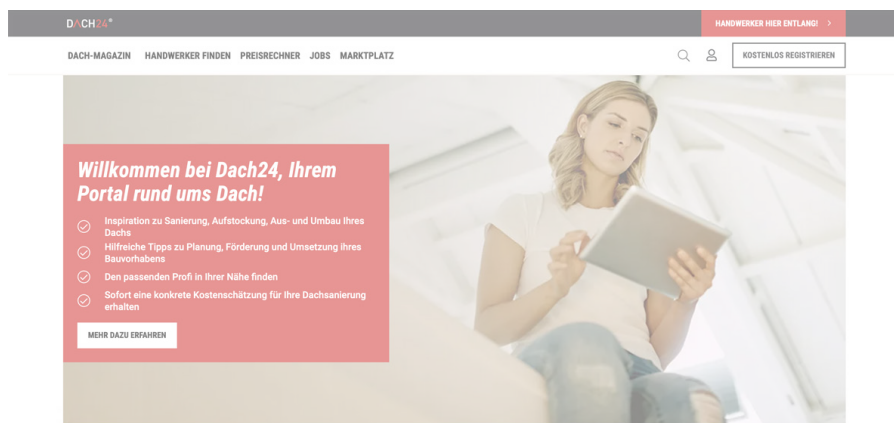 DACH24®
HANDWERKER HIER ENTLANG!
DACH-MAGAZIN HANDWERKER FINDEN PREISRECHNER JOBS MARKTPLATZ
KOSTENLOS REGISTRIEREN
Willkommen bei Dach24, Ihrem
Portal rund ums Dach!
Inspiration zu Sanierung, Aufstockung, Aus- und Umbau Ihres
Dachs
Hilfreiche Tipps zu Planung, Förderung und Umsetzung ihres
Bauvorhabens
Den passenden Profi in Ihrer Nähe finden
Sofort eine konkrete Kostenschätzung für Ihre Dachsanierung
erhalten
MEHR DAZU ERFAHREN